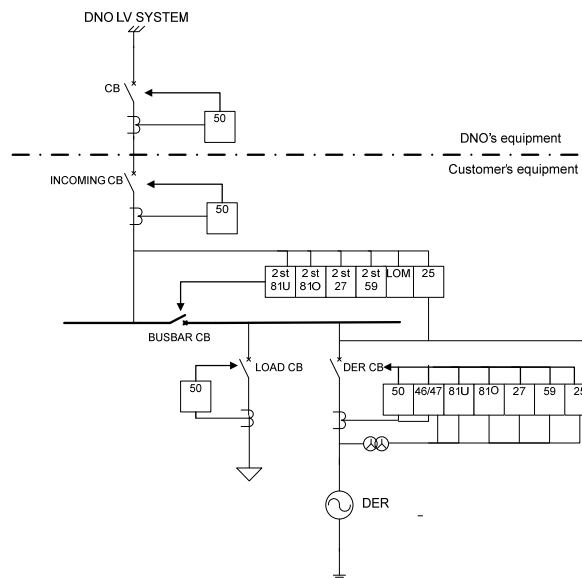 DNO LV SYSTEM
CB
50
DNO's equipment
Customer's equipment
INCOMING CB
50
2 st 2 st 2 st 2 st LOM 25
81U 81O 27 59
BUSBAR CB
LOAD CB
DER CB
50
50 46/47 81U 81O 27 59 25
DER